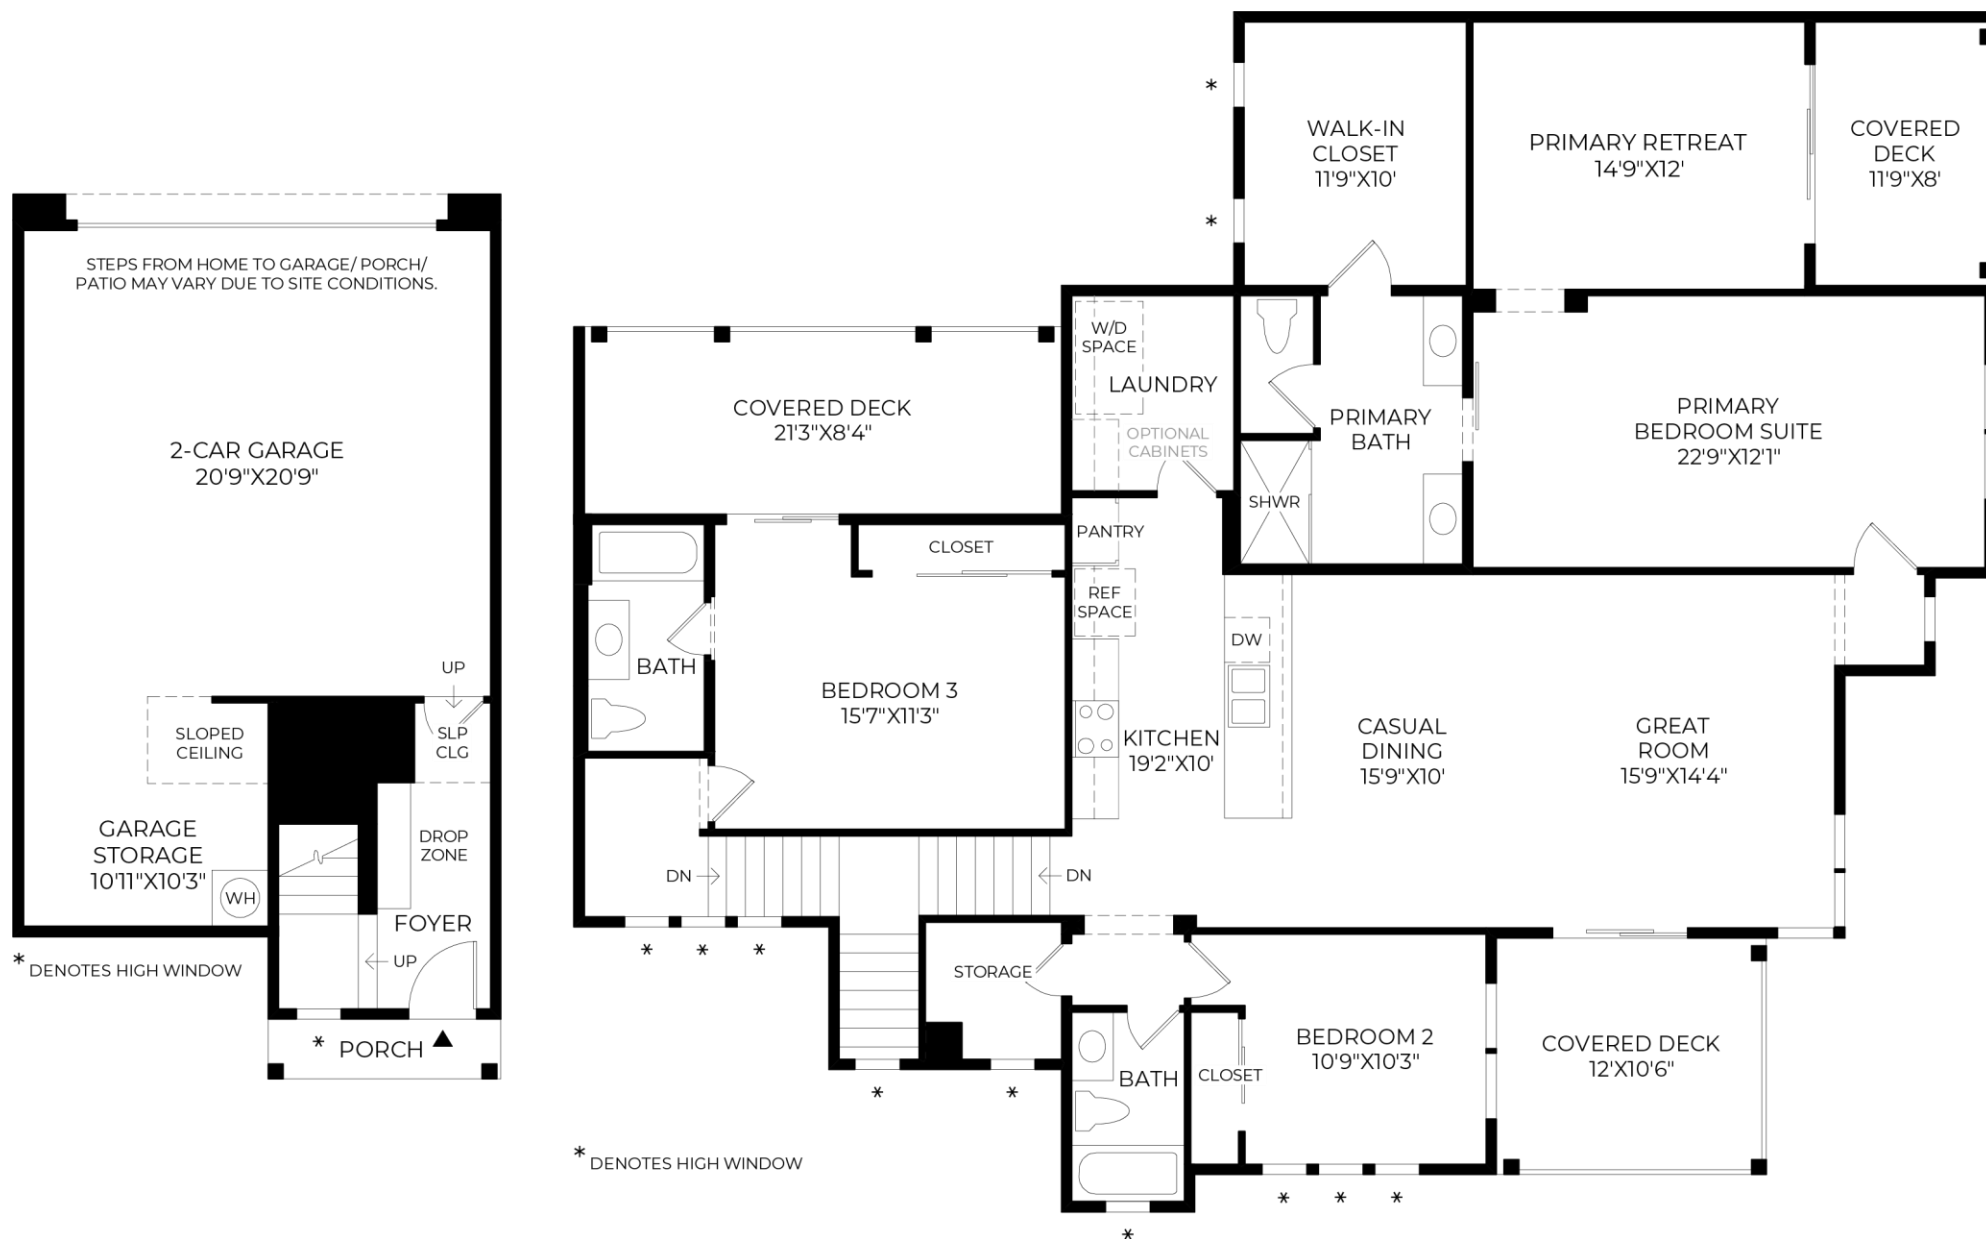 STEPS FROM HOME TO GARAGE/ PORCH/
PATIO MAY VARY DUE TO SITE CONDITIONS.
2-CAR GARAGE
20'9"X20'9"
UP
SLOPED
CEILING
SLP
CLG
GARAGE
STORAGE
10'11"X10'3"
WH
DROP
ZONE
FOYER
UP
* DENOTES HIGH WINDOW
*
PORCH
*
*
WALK-IN
CLOSET
11'9"X10'
PRIMARY RETREAT
14'9"X12'
COVERED
DECK
11'9"X8'
W/D
SPACE
LAUNDRY
OPTIONAL
CABINETS
COVERED DECK
21'3"X8'4"
PRIMARY
BATH
SHWR
PRIMARY
BEDROOM SUITE
22'9"X12'1"
CLOSET
PANTRY
REF
SPACE
DW
BATH
BEDROOM 3
15'7"X11'3"
KITCHEN
19'2"X10'
CASUAL
DINING
15'9"X10'
GREAT
ROOM
15'9"X14'4"
DN
DN
*
*
*
STORAGE
*
*
BATH
CLOSET
BEDROOM 2
10'9"X10'3"
COVERED DECK
12'X10'6"
* DENOTES HIGH WINDOW
*
*
*
*